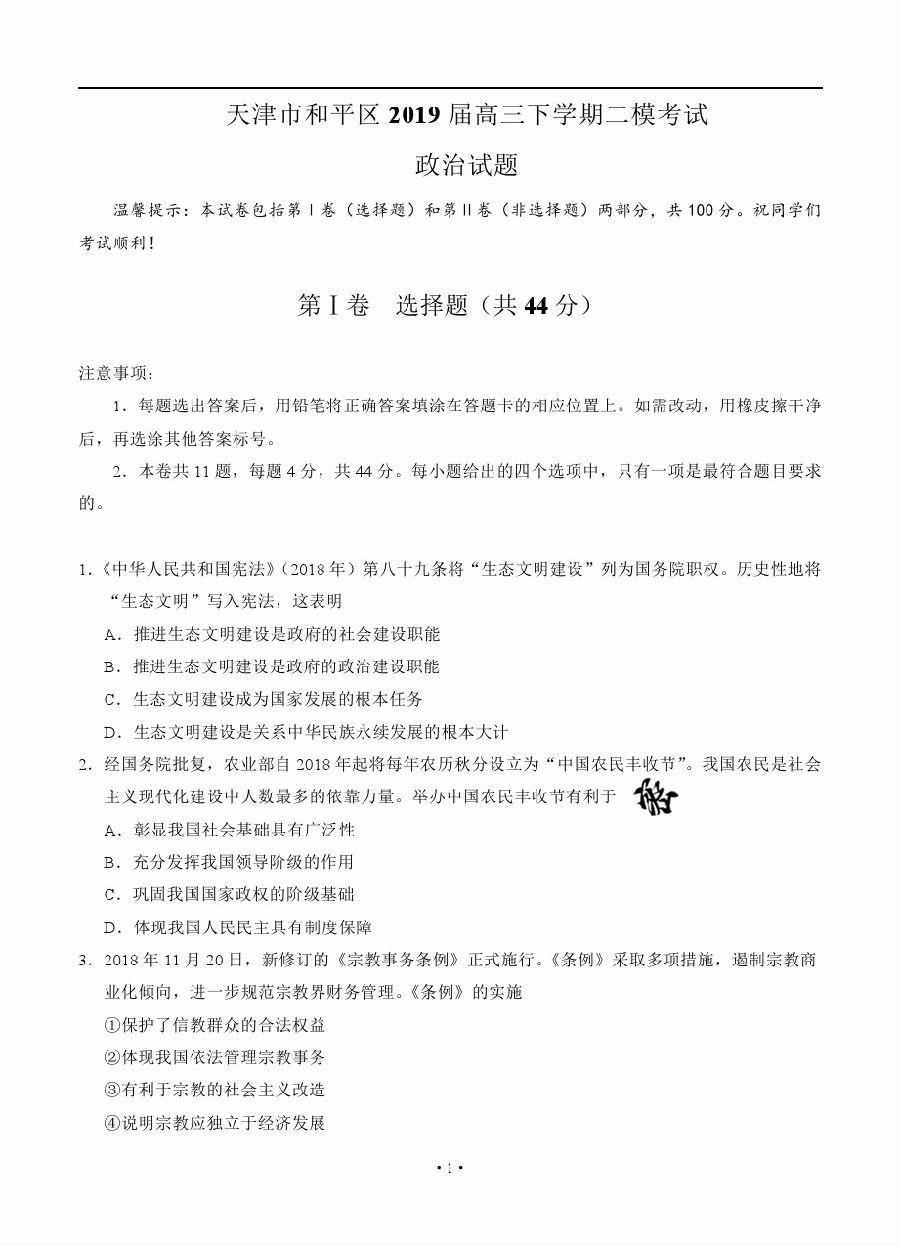 天津市和平区 2019 届高三下学期二模考试
政治试题
温馨提示：本试卷包括第Ⅰ卷（选择题）和第Ⅱ卷（非选择题）两部分，共 100 分。祝同学们
考试顺利！
第Ⅰ卷　选择题（共 44 分）
注意事项：
1．每题选出答案后，用铅笔将正确答案填涂在答题卡的相应位置上。如需改动，用橡皮擦干净
后，再选涂其他答案标号。
2．本卷共 11 题，每题 4 分，共 44 分。每小题给出的四个选项中，只有一项是最符合题目要求
的。
1．《中华人民共和国宪法》（2018 年）第八十九条将“生态文明建设”列为国务院职权。历史性地将
“生态文明”写入宪法，这表明
A．推进生态文明建设是政府的社会建设职能
B．推进生态文明建设是政府的政治建设职能
C．生态文明建设成为国家发展的根本任务
D．生态文明建设是关系中华民族永续发展的根本大计
2．经国务院批复，农业部自 2018 年起将每年农历秋分设立为“中国农民丰收节”。我国农民是社会
主义现代化建设中人数最多的依靠力量。举办中国农民丰收节有利于
A．彰显我国社会基础具有广泛性
B．充分发挥我国领导阶级的作用
C．巩固我国国家政权的阶级基础
D．体现我国人民民主具有制度保障
3．2018 年 11 月 20 日，新修订的《宗教事务条例》正式施行。《条例》采取多项措施，遏制宗教商
业化倾向，进一步规范宗教界财务管理。《条例》的实施
①保护了信教群众的合法权益
②体现我国依法管理宗教事务
③有利于宗教的社会主义改造
④说明宗教应独立于经济发展
·1·